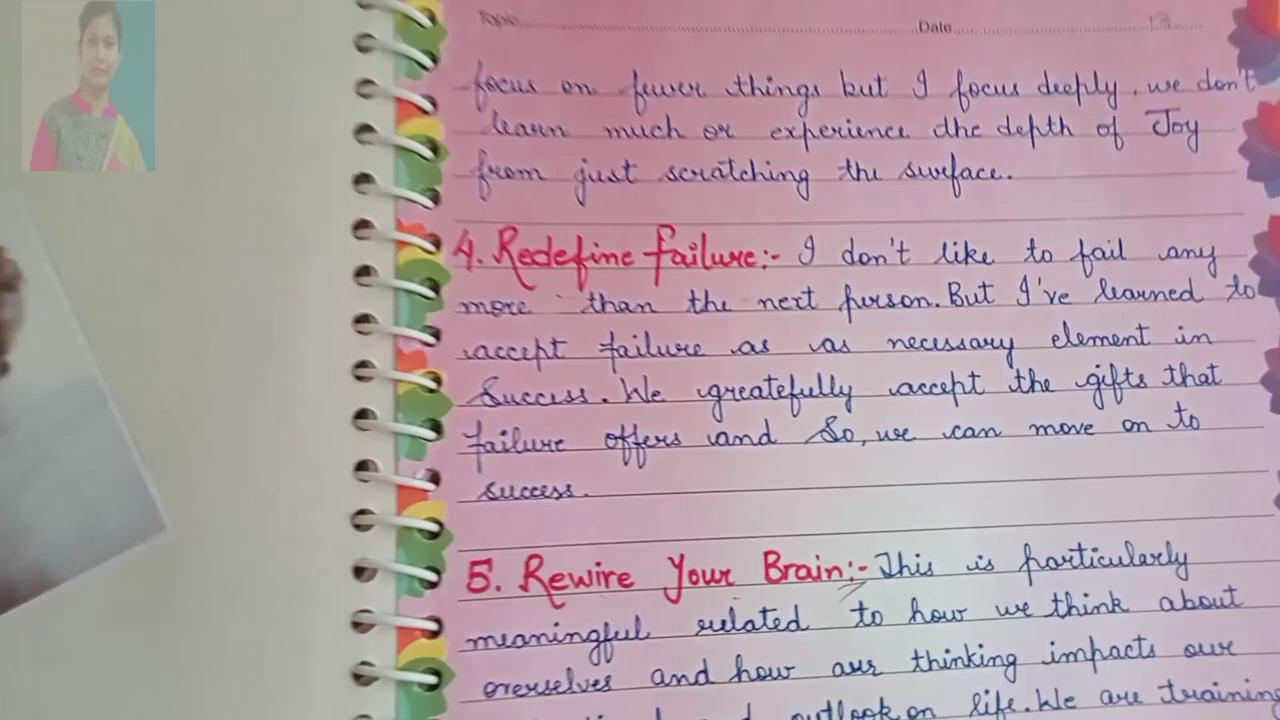 Topic Date 13
focus on fewer things but I focus deeply, we don't
learn much or experience dhe depth of Joy
from just scratching the surface..
4. Redefine failure:- I don't like to fail any
more than the next person. But I've learned to
accept failure as as necessary element in
Success. We greatefully accept the gifts that
failure offers and So, we can move on to
success.
5. Rewire Your Brain:- This is particularly
meaningful related to how we think about
orerselves and how our thinking impacts our
outlook on life. We are training